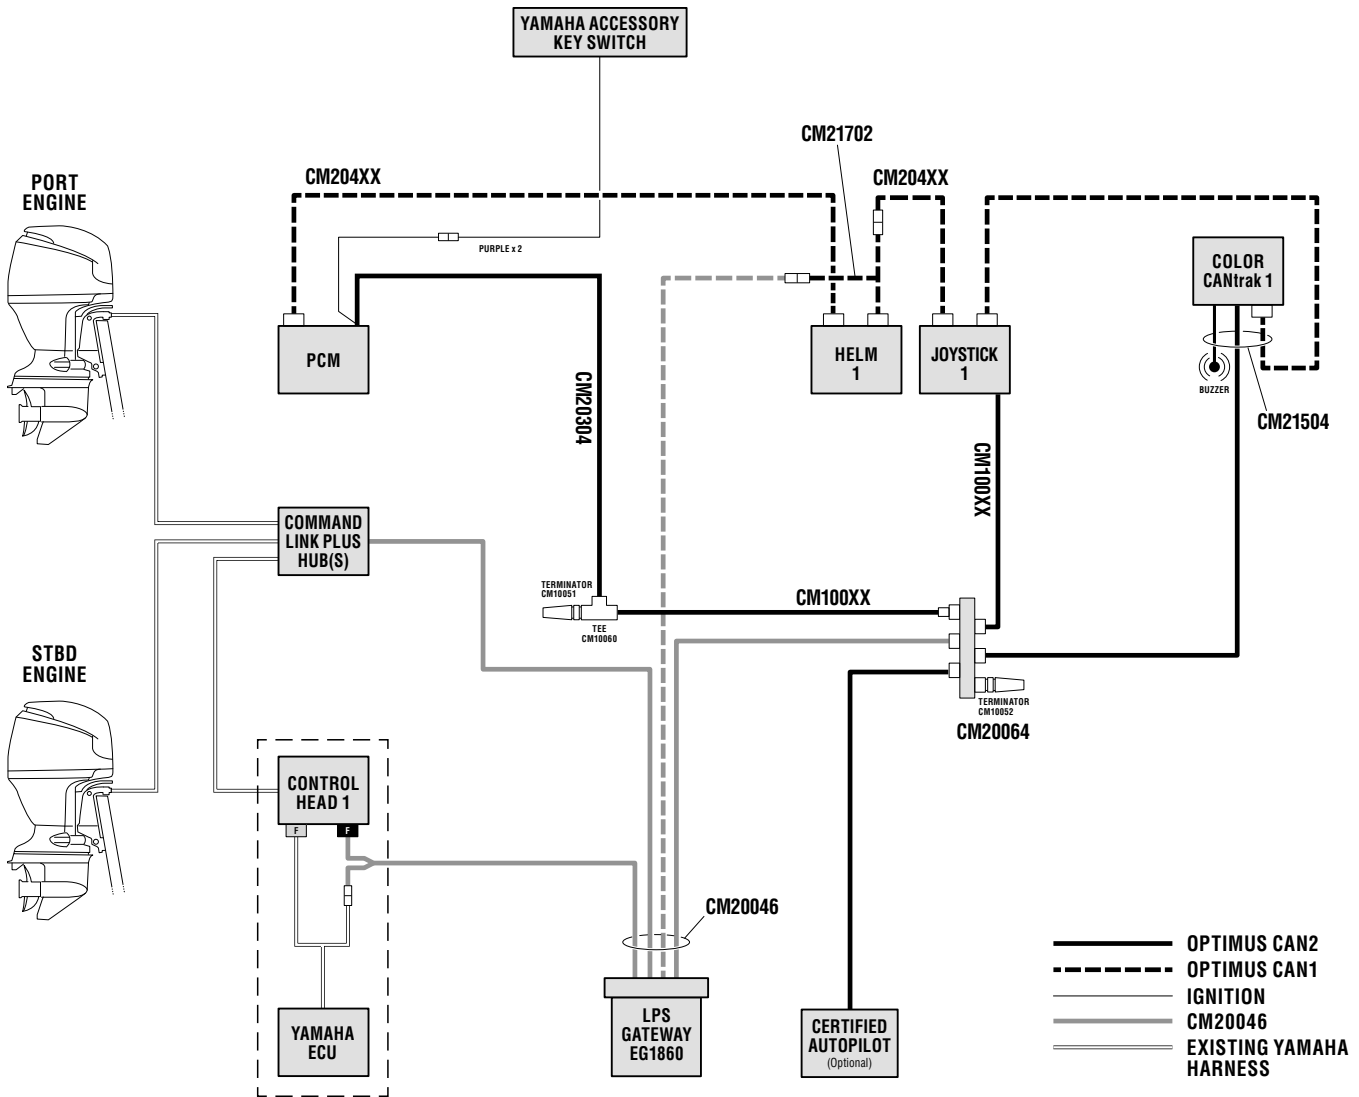 YAMAHA ACCESSORY
KEY SWITCH
CM21702
PORT
ENGINE
CM204XX
CM204XX
PURPLE x 2
COLOR
CANtrak 1
PCM
HELM
1
JOYSTICK
1
BUZZER
CM20304
CM21504
CM100XX
COMMAND
LINK PLUS
HUB(S)
TERMINATOR
CM10051
CM100XX
TEE
CM10060
STBD
ENGINE
TERMINATOR
CM10052
CM20064
CONTROL
HEAD 1
F
F
CM20046
LPS
GATEWAY
EG1860
YAMAHA
ECU
CERTIFIED
AUTOPILOT
(Optional)
OPTIMUS CAN2
OPTIMUS CAN1
IGNITION
CM20046
EXISTING YAMAHA
HARNESS